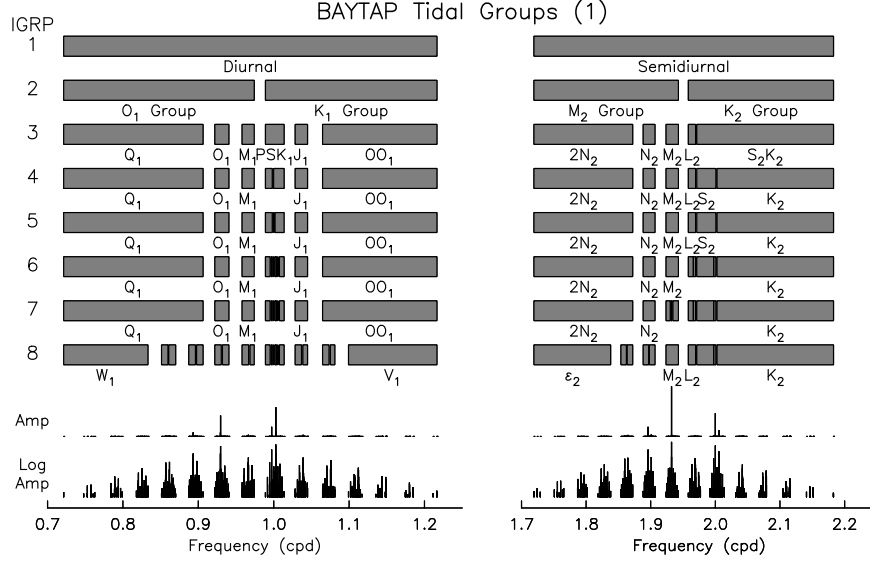 BAYTAP Tidal Groups (1)
IGRP
1
Diurnal Semidiurnal
2
O₁ Group K₁ Group M₂ Group K₂ Group
3
Q₁ O₁ M₁ PSK₁ J₁ OO₁ 2N₂ N₂ M₂ L₂ S₂K₂
4
Q₁ O₁ M₁ J₁ OO₁ 2N₂ N₂ M₂ L₂ S₂ K₂
5
Q₁ O₁ M₁ J₁ OO₁ 2N₂ N₂ M₂ L₂ S₂ K₂
6
Q₁ O₁ M₁ J₁ OO₁ 2N₂ N₂ M₂ K₂
7
Q₁ O₁ M₁ J₁ OO₁ 2N₂ N₂ K₂
8
W₁ V₁ ε₂ M₂ L₂ K₂
Amp
Log
Amp
0.7 0.8 0.9 1.0 1.1 1.2 1.7 1.8 1.9 2.0 2.1 2.2
Frequency (cpd) Frequency (cpd)